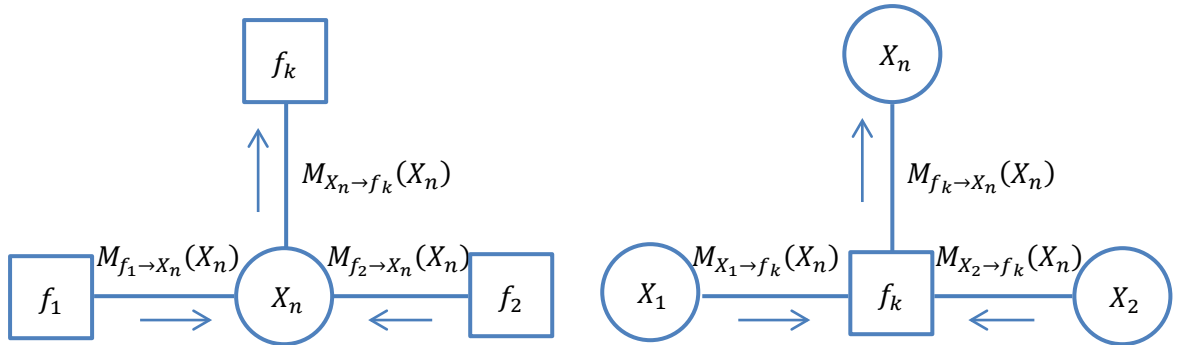 f_k
M_{X_n→f_k}(X_n)
M_{f_1→X_n}(X_n)
M_{f_2→X_n}(X_n)
f_1
X_n
f_2
X_n
M_{f_k→X_n}(X_n)
M_{X_1→f_k}(X_n)
M_{X_2→f_k}(X_n)
X_1
f_k
X_2